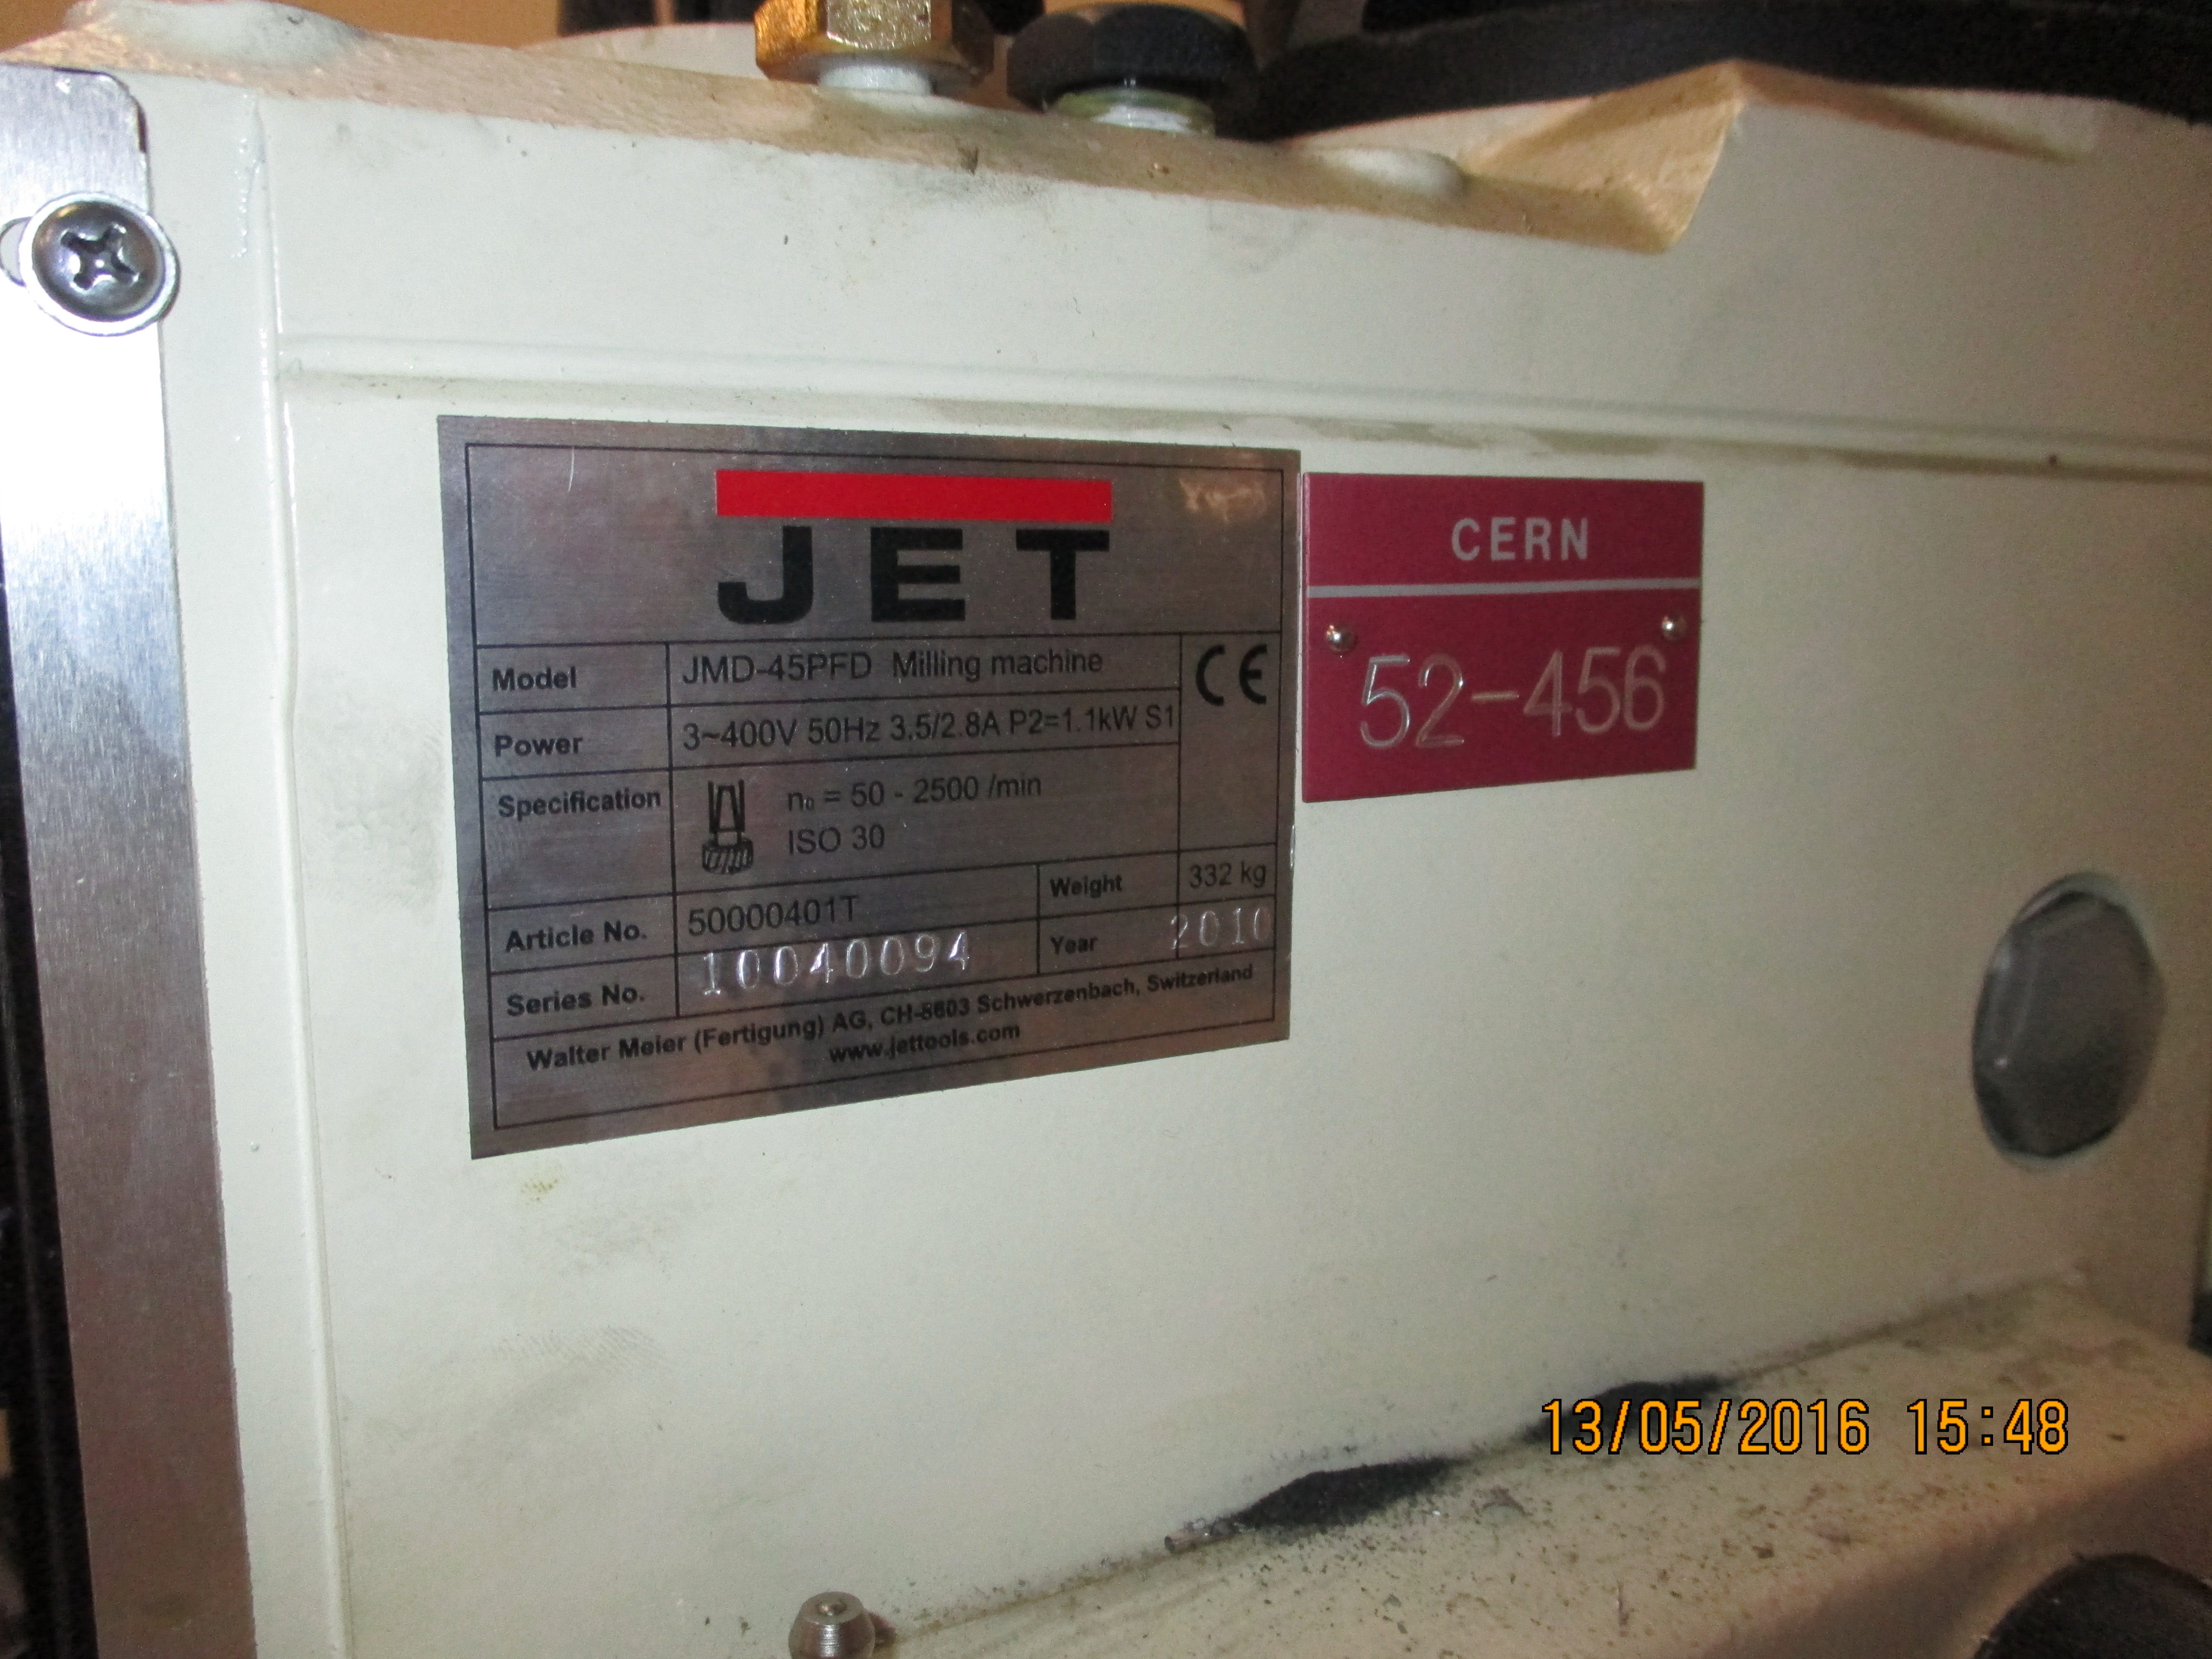 JET
Model JMD-45PFD Milling machine CE
Power 3~400V 50Hz 3.5/2.8A P2=1.1kW S1
Specification n₀ = 50 - 2500 /min
ISO 30
Article No. 50000401T Weight 332 kg
Series No. 10040094 Year 2010
Walter Meier (Fertigung) AG, CH-8603 Schwerzenbach, Switzerland
www.jettools.com
CERN
52-456
13/05/2016 15:48